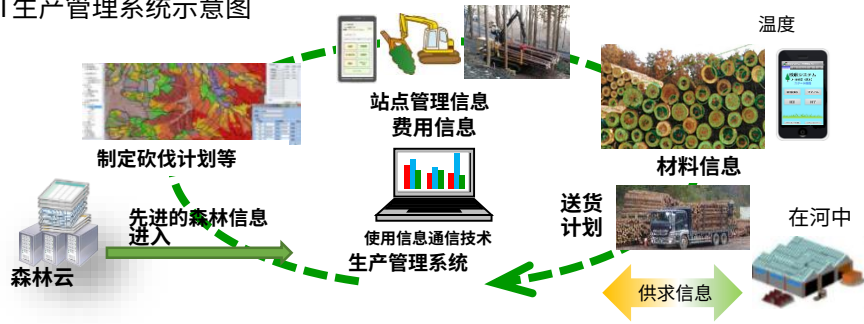 生产管理系统示意图
温度
站点管理信息
费用信息
制定砍伐计划等
材料信息
先进的森林信息
进入
森林云
使用信息通信技术
生产管理系统
送货
计划
在河中
供求信息